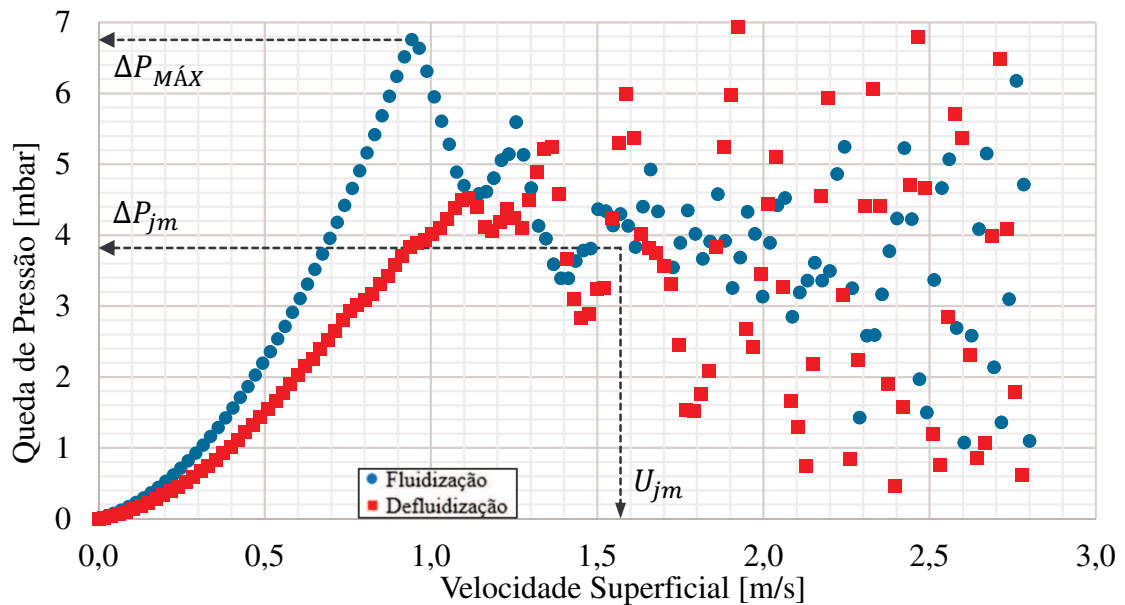 7
6
5
4
3
2
1
0
Queda de Pressão [mbar]
ΔP_MÁX
ΔP_jm
U_jm
Fluidização
Defluidização
0,0 0,5 1,0 1,5 2,0 2,5 3,0
Velocidade Superficial [m/s]